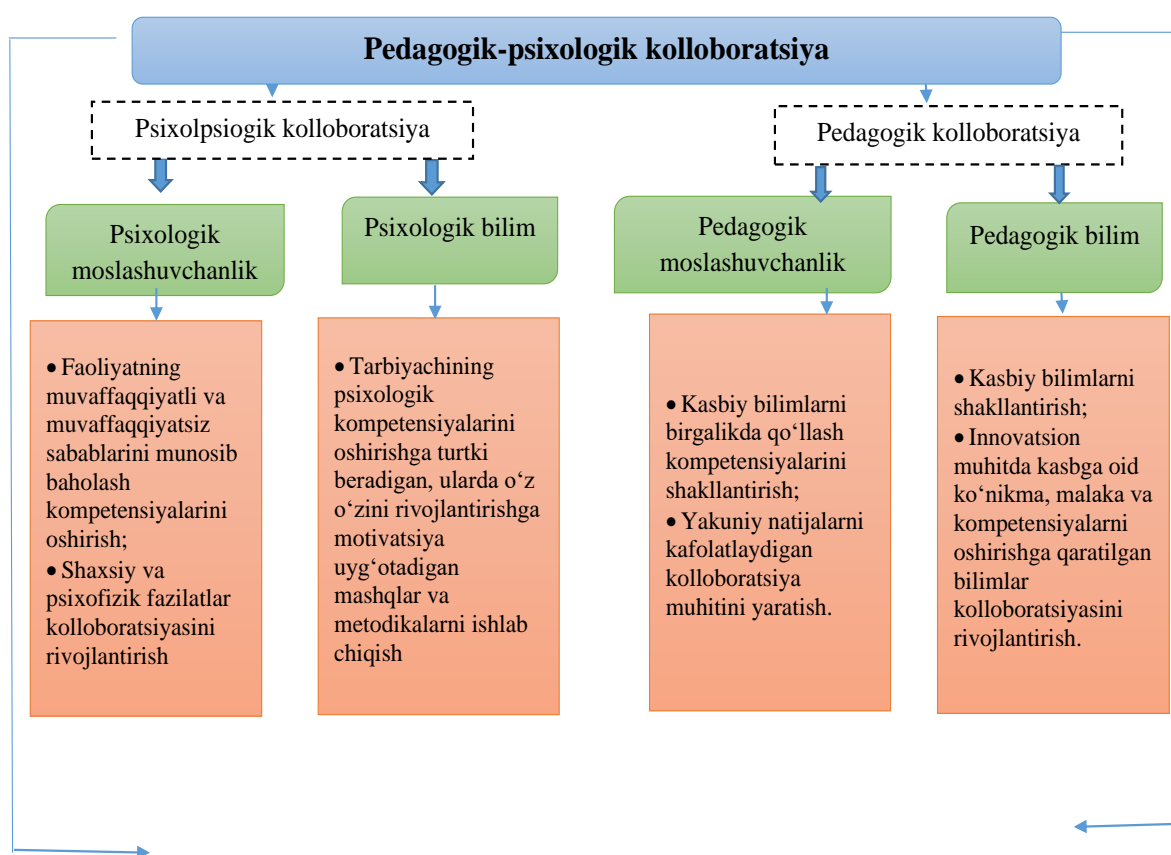 Pedagogik-psixologik kolloboratsiya
Psixolpsiogik kolloboratsiya
Pedagogik kolloboratsiya
Psixologik
moslashuvchanlik
Psixologik bilim
Pedagogik
moslashuvchanlik
Pedagogik bilim
• Faoliyatning
muvaffaqqiyatli va
muvaffaqqiyatsiz
sabablarini munosib
baholash
kompetensiyalarini
oshirish;
• Shaxsiy va
psixofizik fazilatlar
kolloboratsiyasini
rivojlantirish
• Tarbiyachining
psixologik
kompetensiyalarini
oshirishga turtki
beradigan, ularda o‘z
o‘zini rivojlantirishga
motivatsiya
uyg‘otadigan
mashqlar va
metodikalarni ishlab
chiqish
• Kasbiy bilimlarni
birgalikda qo‘llash
kompetensiyalarini
shakllantirish;
• Yakuniy natijalarni
kafolatlaydigan
kolloboratsiya
muhitini yaratish.
• Kasbiy bilimlarni
shakllantirish;
• Innovatsion
muhitda kasbga oid
ko‘nikma, malaka va
kompetensiyalarni
oshirishga qaratilgan
bilimlar
kolloboratsiyasini
rivojlantirish.